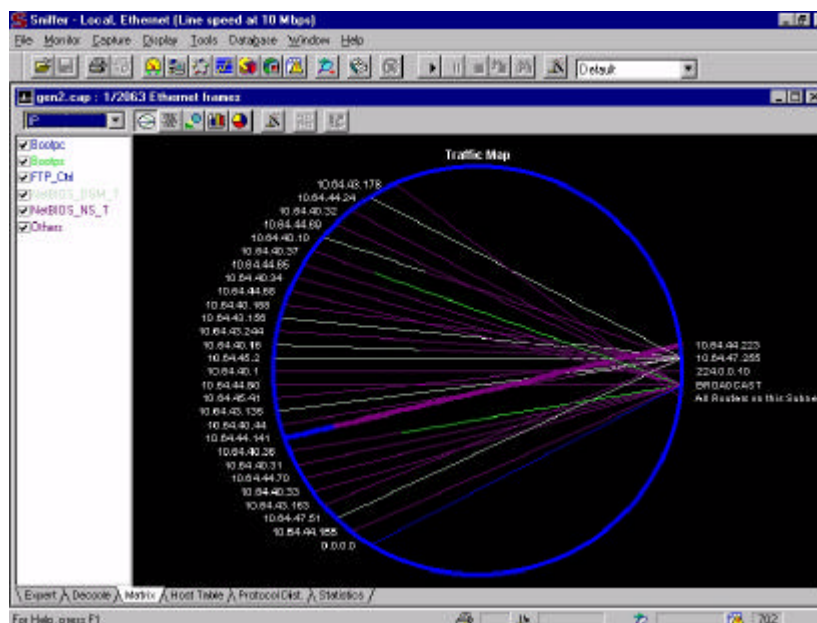 Sniffer - Local, Ethernet (Line speed at 10 Mbps)
File Monitor Capture Display Tools Database Window Help
Default
gen2.cap : 1/2063 Ethernet frames
IP
Bootpc
Bootps
FTP_Ctrl
NetBIOS_DGM_T
NetBIOS_NS_T
Others
Traffic Map
10.64.43.178
10.64.44.24
10.64.40.32
10.64.44.69
10.64.40.10
10.64.40.37
10.64.44.65
10.64.40.34
10.64.44.68
10.64.40.168
10.64.43.156
10.64.43.244
10.64.40.16
10.64.45.2
10.64.40.1
10.64.44.80
10.64.45.41
10.64.43.136
10.64.40.44
10.64.44.141
10.64.40.36
10.64.40.31
10.64.44.70
10.64.40.33
10.64.43.163
10.64.47.51
10.64.44.165
0.0.0.0
10.64.44.223
10.64.47.255
224.0.0.10
BROADCAST
All Routers on this Subne
Expert Decode Matrix Host Table Protocol Dist. Statistics
For Help, press F1
702